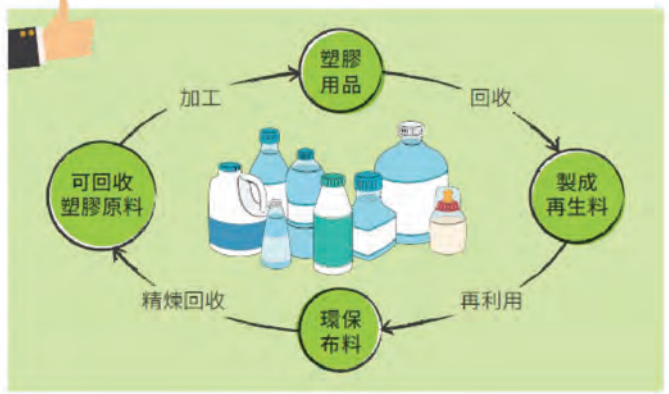 塑膠
用品
加工
回收
可回收
塑膠原料
製成
再生料
精煉回收
再利用
環保
布料